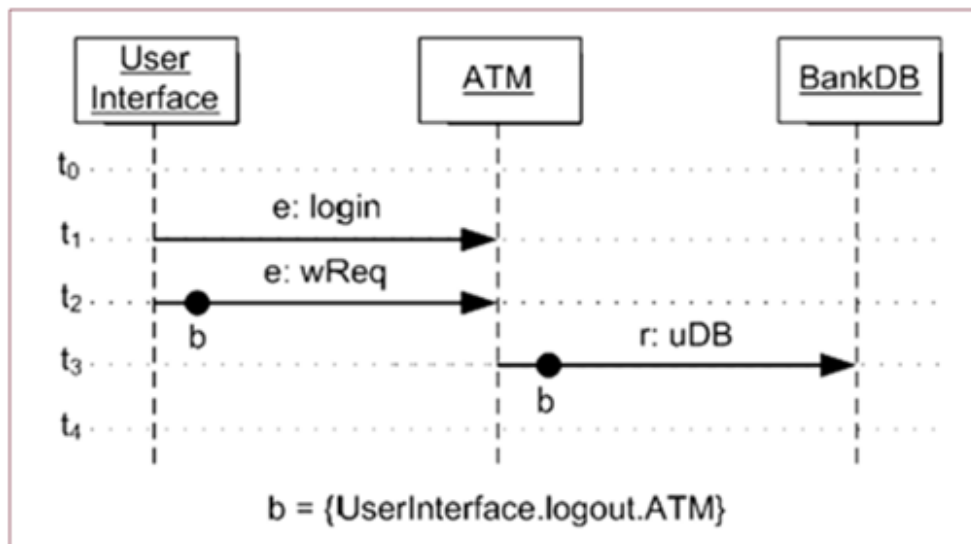 User
Interface
ATM
BankDB
t0
e: login
t1
e: wReq
t2
b
r: uDB
t3
b
t4
b = {UserInterface.logout.ATM}